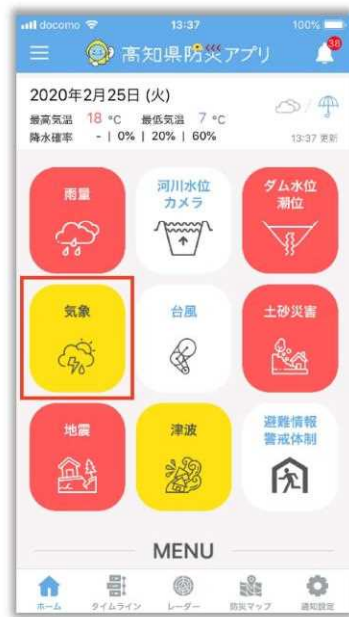 docomo 13:37 100%
高知県防災アプリ 38
2020年2月25日 (火)
最高気温 18 °C 最低気温 7 °C
降水確率 - | 0% | 20% | 60% 13:37 更新
雨量
河川水位
カメラ
ダム水位
潮位
気象
台風
土砂災害
地震
津波
避難情報
警戒体制
MENU
ホーム タイムライン レーダー 防災マップ 通知設定